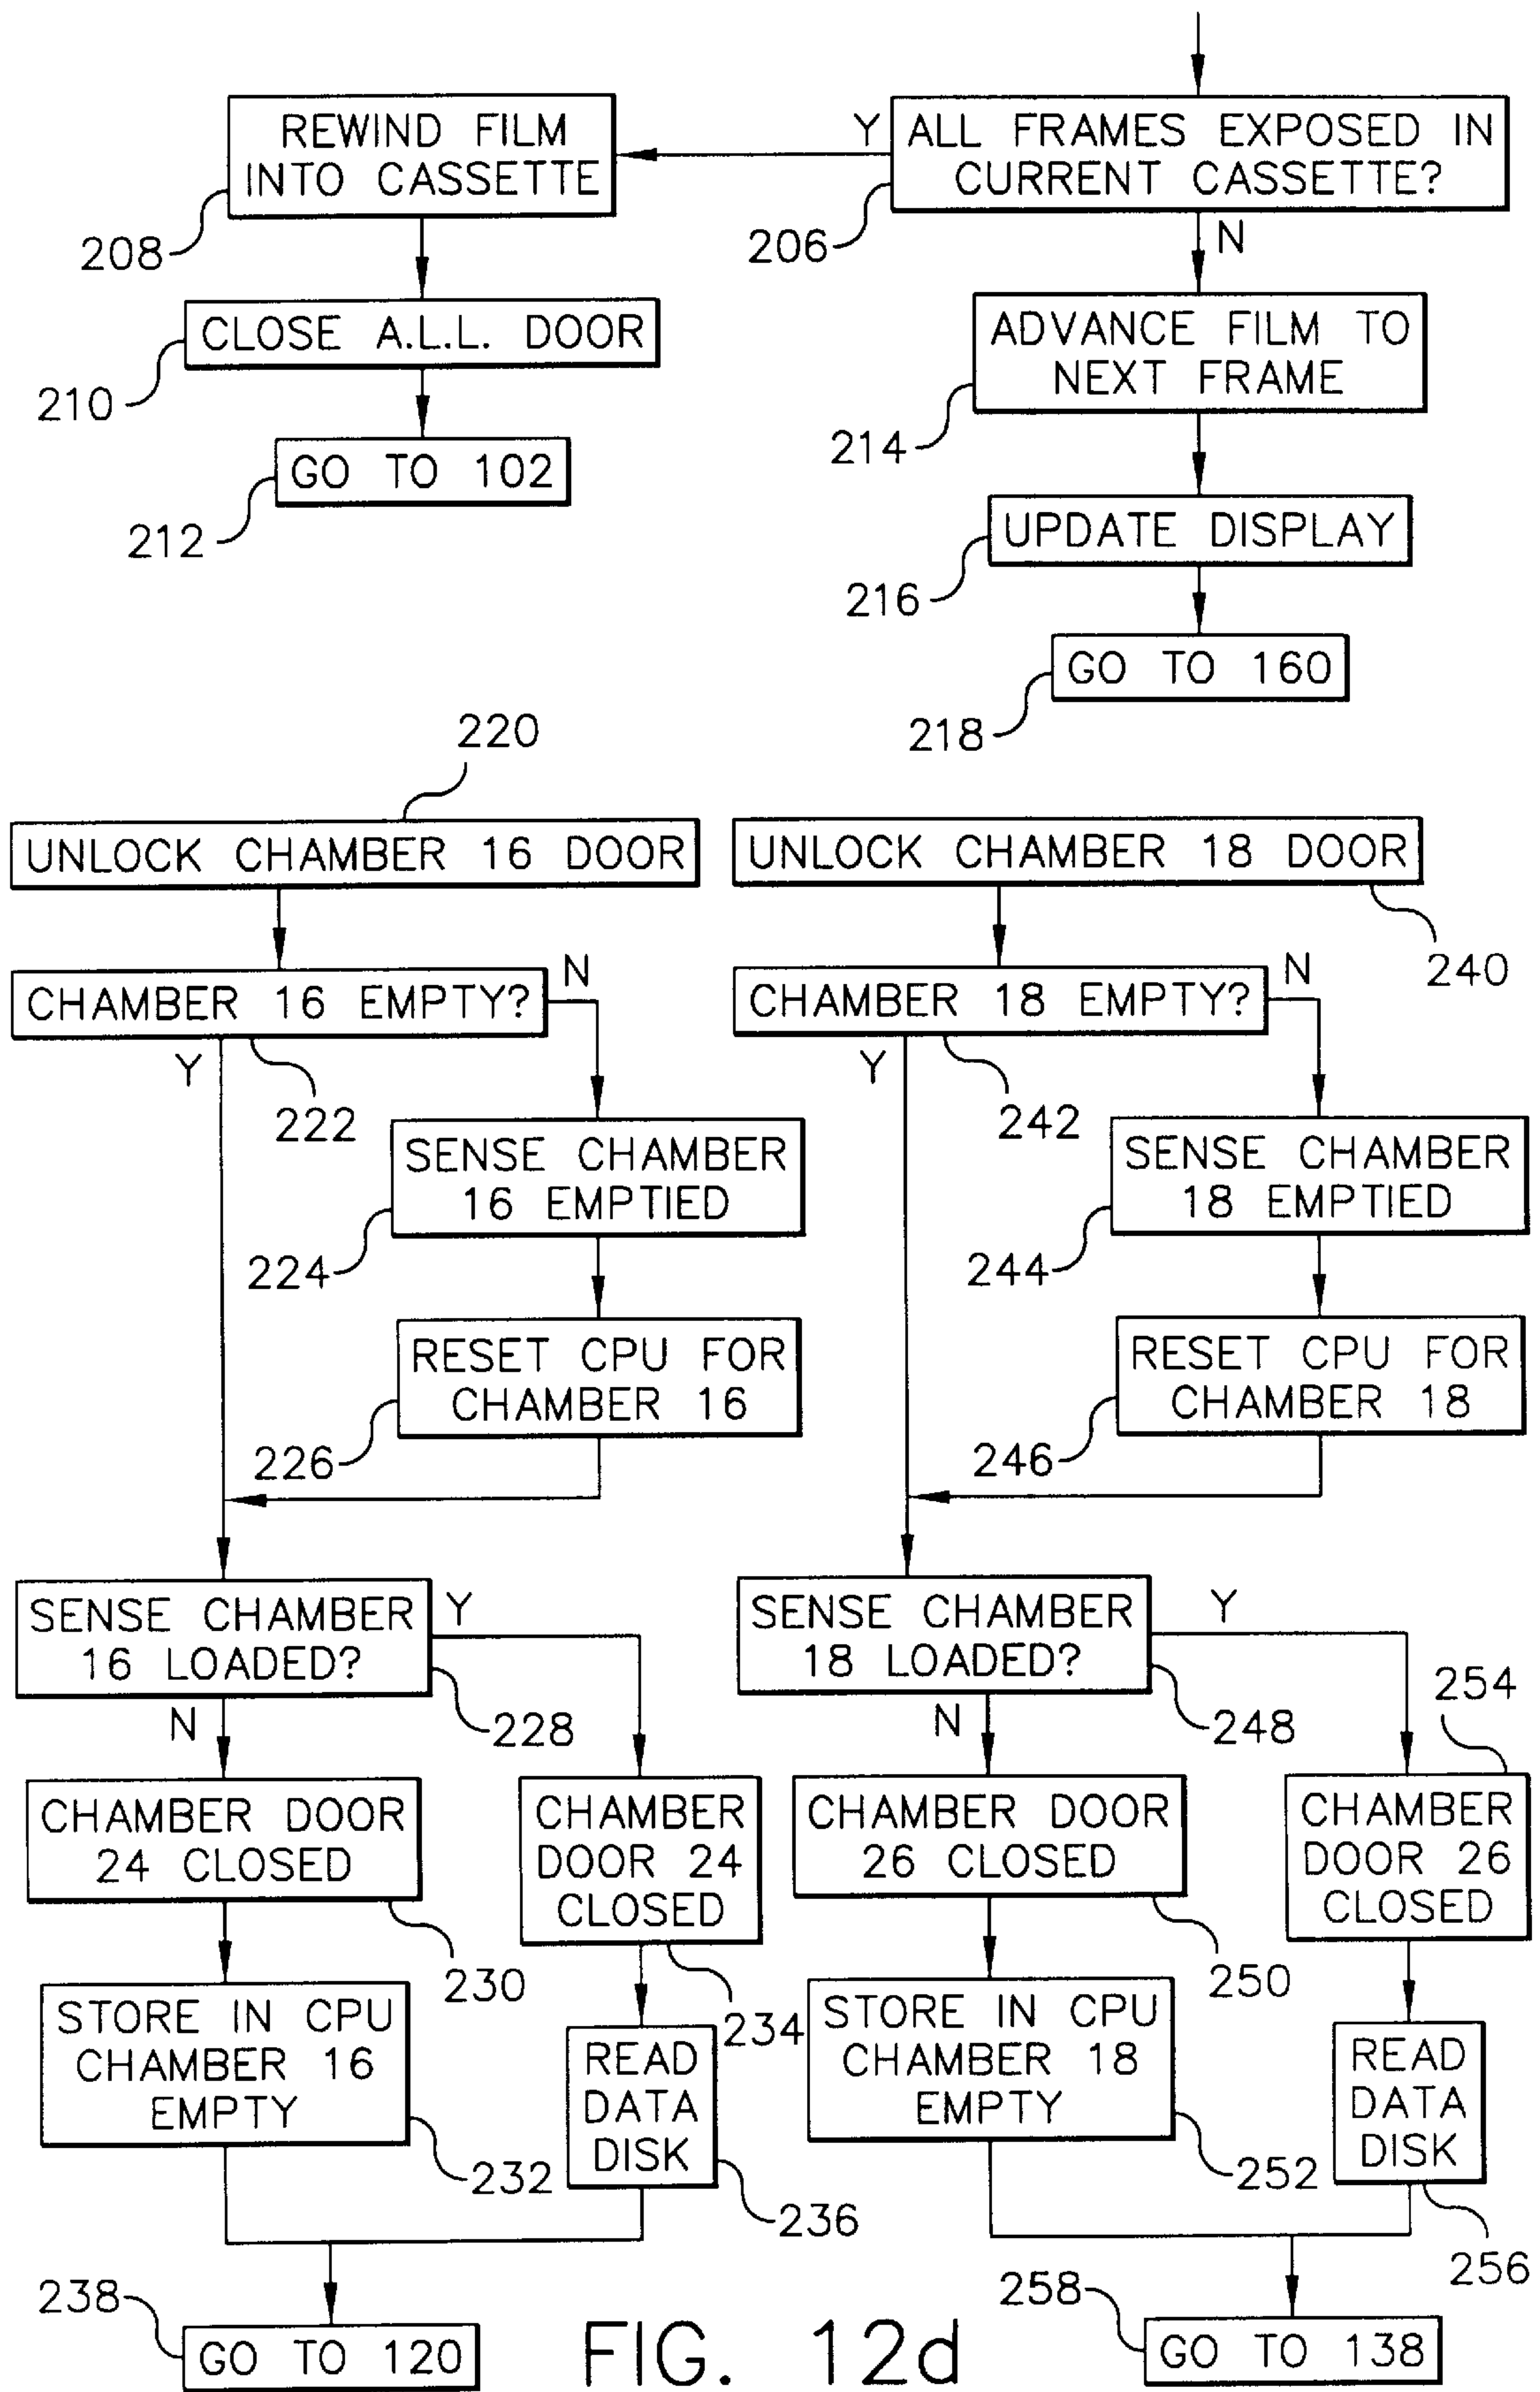 REWIND FILM
INTO CASSETTE
208
Y
ALL FRAMES EXPOSED IN
CURRENT CASSETTE?
206
N
CLOSE A.L.L. DOOR
210
ADVANCE FILM TO
NEXT FRAME
214
GO TO 102
212
UPDATE DISPLAY
216
GO TO 160
218
220
UNLOCK CHAMBER 16 DOOR
CHAMBER 16 EMPTY?
N
Y
222
SENSE CHAMBER
16 EMPTIED
224
RESET CPU FOR
CHAMBER 16
226
SENSE CHAMBER
16 LOADED?
Y
N
228
CHAMBER DOOR
24 CLOSED
230
CHAMBER
DOOR 24
CLOSED
234
STORE IN CPU
CHAMBER 16
EMPTY
232
READ
DATA
DISK
236
238
GO TO 120
UNLOCK CHAMBER 18 DOOR
240
CHAMBER 18 EMPTY?
N
Y
242
SENSE CHAMBER
18 EMPTIED
244
RESET CPU FOR
CHAMBER 18
246
SENSE CHAMBER
18 LOADED?
Y
N
248
254
CHAMBER DOOR
26 CLOSED
250
CHAMBER
DOOR 26
CLOSED
STORE IN CPU
CHAMBER 18
EMPTY
252
READ
DATA
DISK
256
258
GO TO 138
FIG. 12d